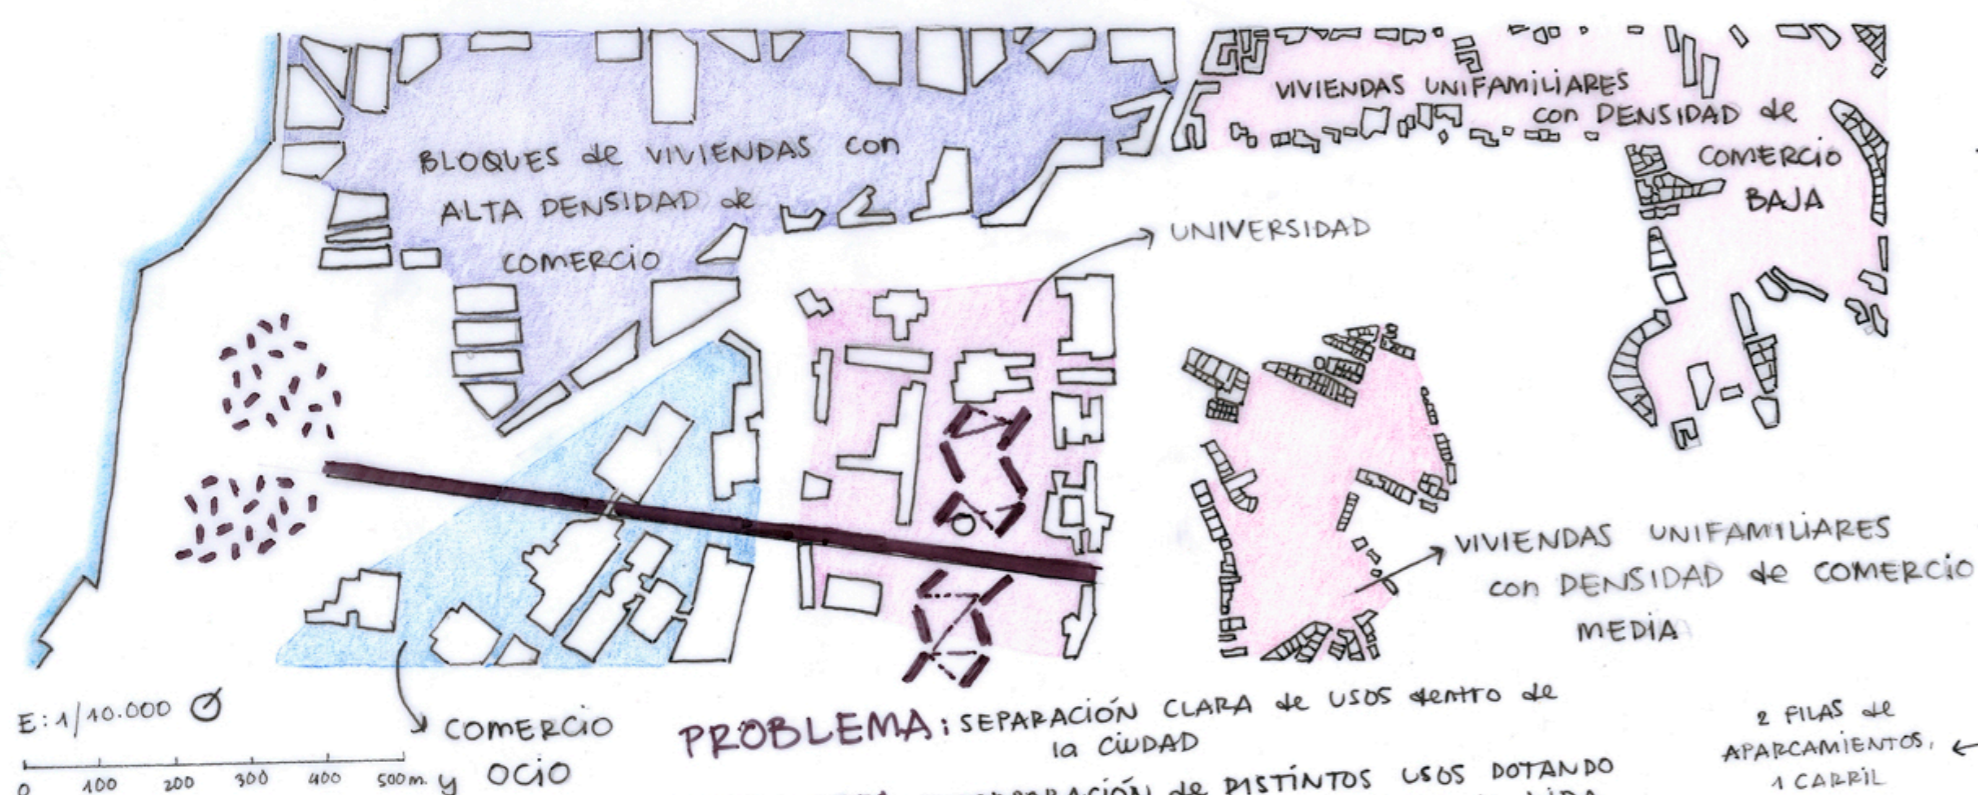 BLOQUES de VIVIENDAS con
ALTA DENSIDAD de
COMERCIO
VIVIENDAS UNIFAMILIARES
con DENSIDAD de
COMERCIO
BAJA
UNIVERSIDAD
VIVIENDAS UNIFAMILIARES
con DENSIDAD de COMERCIO
MEDIA
E: 1/10.000
0 100 200 300 400 500m.
COMERCIO
y OCIO
PROBLEMA: SEPARACIÓN CLARA de USOS dentro de
la CIUDAD
de DISTINTOS USOS DOTANDO
2 FILAS de
APARCAMIENTOS,
1 CARRIL